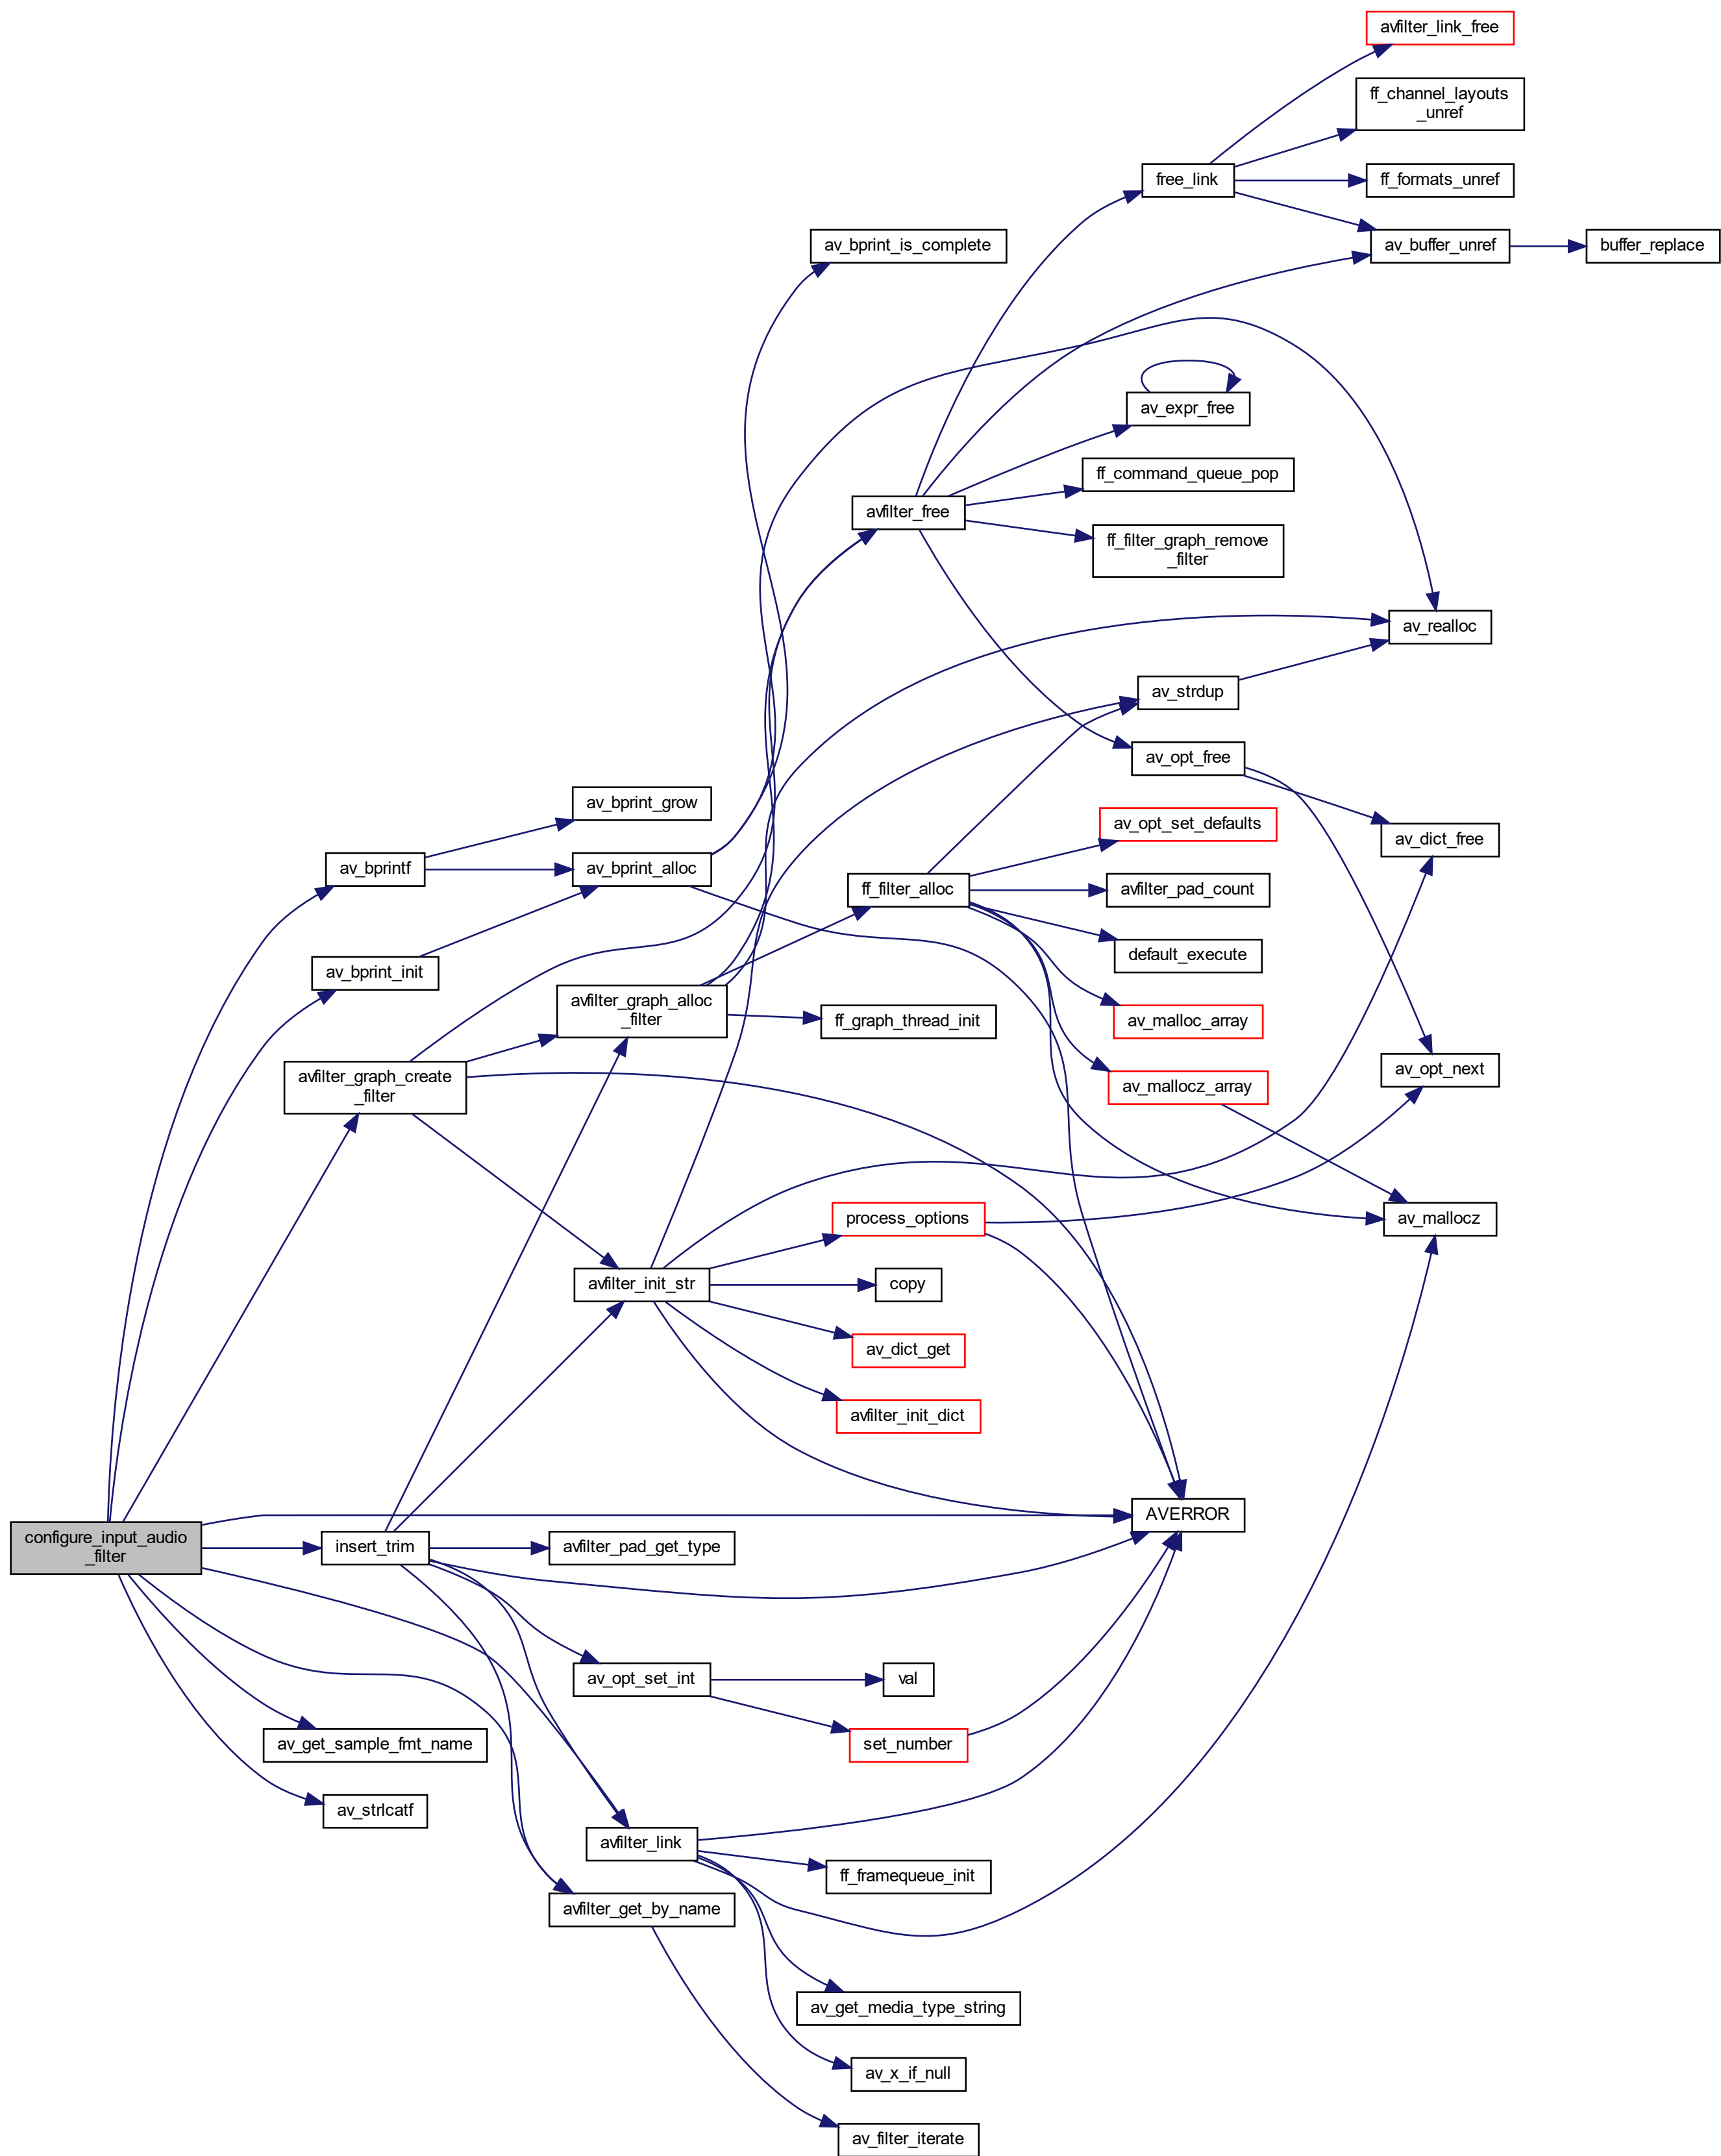 avfilter_link_free
ff_channel_layouts
_unref
free_link
ff_formats_unref
av_bprint_is_complete
av_buffer_unref
buffer_replace
av_expr_free
ff_command_queue_pop
avfilter_free
ff_filter_graph_remove
_filter
av_realloc
av_strdup
av_opt_free
av_bprint_grow
av_opt_set_defaults
av_dict_free
av_bprintf
av_bprint_alloc
ff_filter_alloc
avfilter_pad_count
default_execute
av_bprint_init
avfilter_graph_alloc
_filter
ff_graph_thread_init
av_malloc_array
av_opt_next
avfilter_graph_create
_filter
av_mallocz_array
process_options
av_mallocz
avfilter_init_str
copy
av_dict_get
avfilter_init_dict
AVERROR
configure_input_audio
_filter
insert_trim
avfilter_pad_get_type
av_opt_set_int
val
av_get_sample_fmt_name
set_number
av_strlcatf
avfilter_link
ff_framequeue_init
avfilter_get_by_name
av_get_media_type_string
av_x_if_null
av_filter_iterate